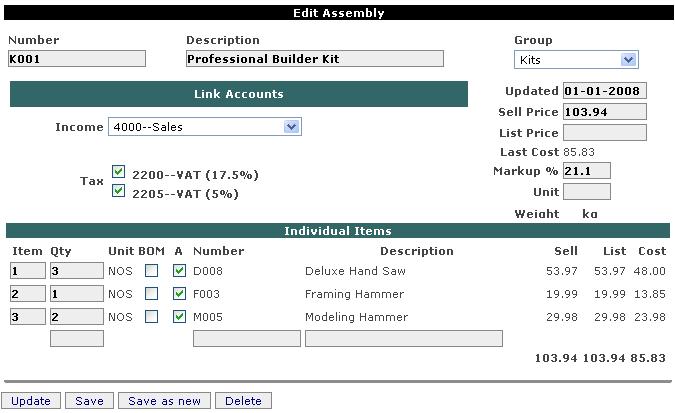 Edit Assembly
Number Description Group
K001 Professional Builder Kit Kits
Link Accounts
Updated 01-01-2008
Sell Price 103.94
Income 4000--Sales
List Price
Last Cost 85.83
Tax 2200--VAT (17.5%)
2205--VAT (5%)
Markup % 21.1
Unit
Weight kg
Individual Items
Item Qty Unit BOM A Number Description Sell List Cost
1 3 NOS D008 Deluxe Hand Saw 53.97 53.97 48.00
2 1 NOS F003 Framing Hammer 19.99 19.99 13.85
3 2 NOS M005 Modeling Hammer 29.98 29.98 23.98
103.94 103.94 85.83
Update Save Save as new Delete